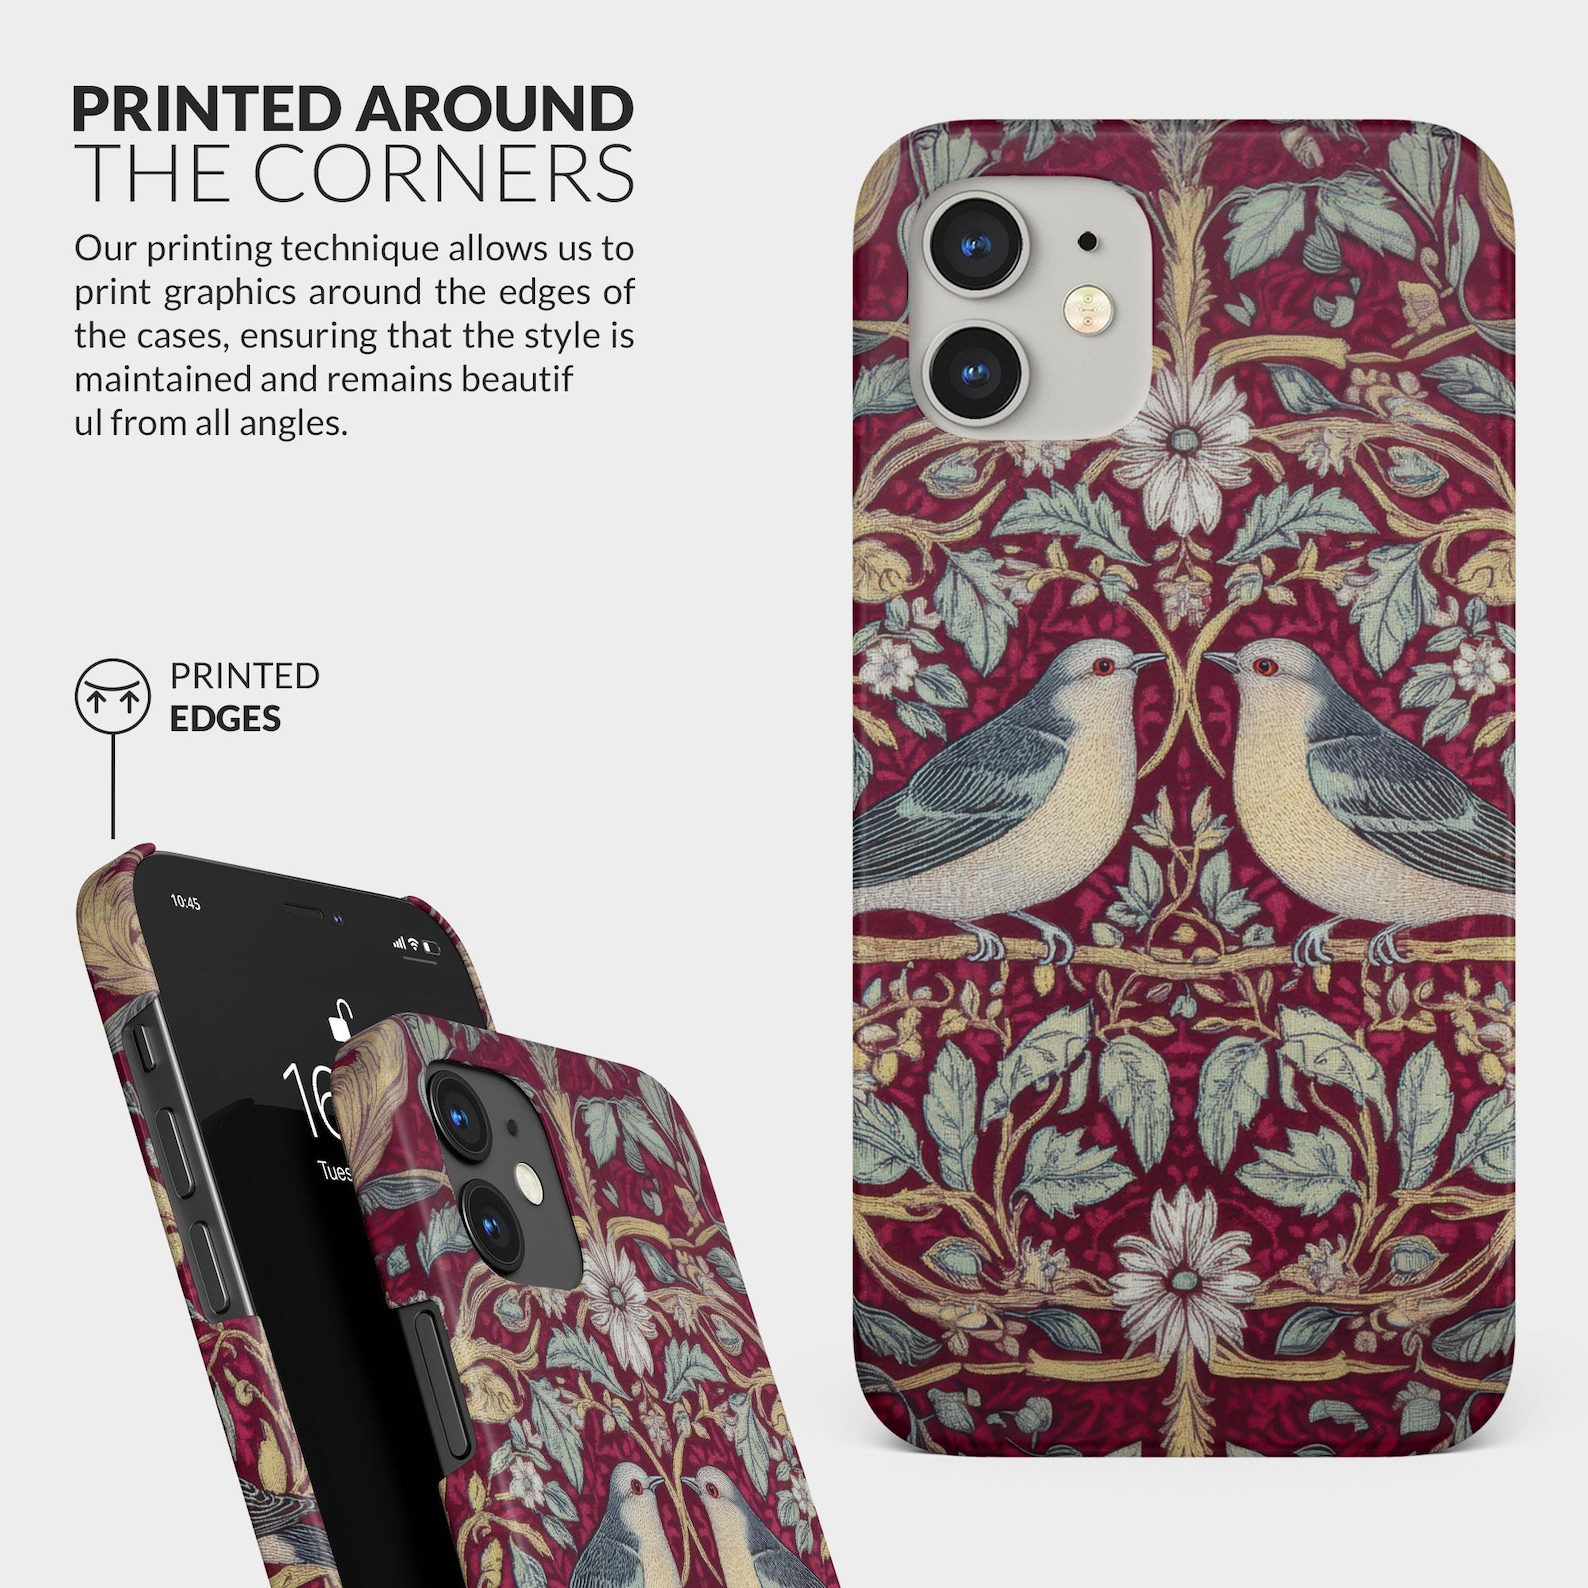 PRINTED AROUND
THE CORNERS
Our printing technique allows us to
print graphics around the edges of
the cases, ensuring that the style is
maintained and remains beautif
ul from all angles.
PRINTED
EDGES
10:45
16
Tues